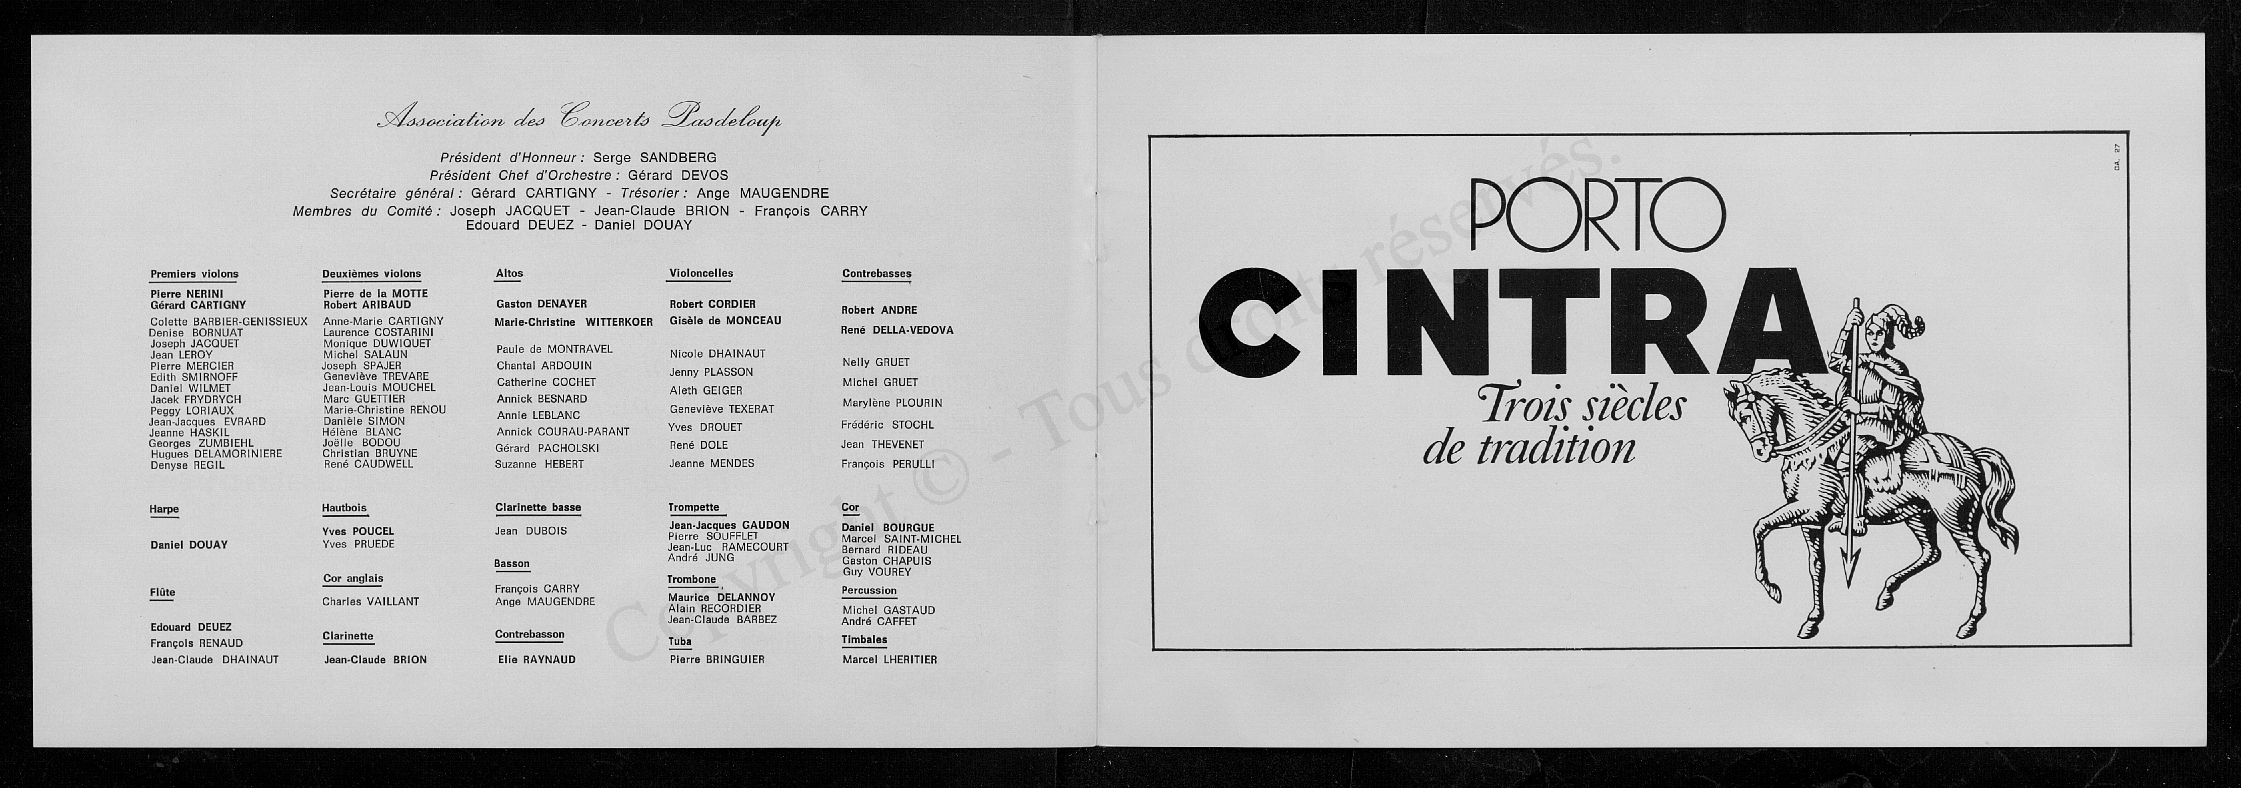 Association des Concerts Pasdeloup
Président d'Honneur : Serge SANDBERG
Président Chef d'Orchestre : Gérard DEVOS
Secrétaire général : Gérard CARTIGNY - Trésorier : Ange MAUGENDRE
Membres du Comité : Joseph JACQUET - Jean-Claude BRION - François CARRY
Edouard DEUEZ - Daniel DOUAY
Premiers violons
Pierre NERINI
Gérard CARTIGNY
Colette BARBIER-GENISSIEUX
Denise BORNUAT
Joseph JACQUET
Jean LEROY
Pierre MERCIER
Edith SMIRNOFF
Daniel WILMET
Jacek FRYDRYCH
Peggy LORIAUX
Jean-Jacques EVRARD
Jeanne HASKIL
Georges ZUMBIEHL
Hugues DELAMORINIERE
Denyse REGIL
Deuxièmes violons
Pierre de la MOTTE
Robert ARIBAUD
Anne-Marie CARTIGNY
Laurence COSTARINI
Monique DUWIQUET
Michel SALAUN
Joseph SPAJER
Geneviève TREVARE
Jean-Louis MOUCHEL
Marc GUETTIER
Marie-Christine RENOU
Danièle SIMON
Hélène BLANC
Joëlle BODOU
Christian BRUYNE
René CAUDWELL
Altos
Gaston DENAYER
Marie-Christine WITTERKOER
Paule de MONTRAVEL
Chantal ARDOUIN
Catherine COCHET
Annick BESNARD
Annie LEBLANC
Annick COURAU-PARANT
Gérard PACHOLSKI
Suzanne HEBERT
Violoncelles
Robert CORDIER
Gisèle de MONCEAU
Nicole DHAINAUT
Jenny PLASSON
Aleth GEIGER
Geneviève TEXERAT
Yves DROUET
René DOLE
Jeanne MENDES
Contrebasses
Robert ANDRE
René DELLA-VEDOVA
Nelly GRUET
Michel GRUET
Marylène PLOURIN
Frédéric STOCHL
Jean THEVENET
François PERULLI
Harpe
Daniel DOUAY
Flûte
Edouard DEUEZ
François RENAUD
Jean-Claude DHAINAUT
Hautbois
Yves POUCEL
Yves PRUEDE
Cor anglais
Charles VAILLANT
Clarinette
Jean-Claude BRION
Clarinette basse
Jean DUBOIS
Basson
François CARRY
Ange MAUGENDRE
Contrebasson
Elie RAYNAUD
Trompette
Jean-Jacques GAUDON
Pierre SOUFFLET
Jean-Luc RAMECOURT
André JUNG
Trombone
Maurice DELANNOY
Alain RECORDIER
Jean-Claude BARBEZ
Tuba
Pierre BRINGUIER
Cor
Daniel BOURGUE
Marcel SAINT-MICHEL
Bernard RIDEAU
Gaston CHAPUIS
Guy VOUREY
Percussion
Michel GASTAUD
André CAFFET
Timbales
Marcel LHERITIER
PORTO
CINTRA
Trois siècles
de tradition
CA. 27
Copyright © - Tous droits réservés.